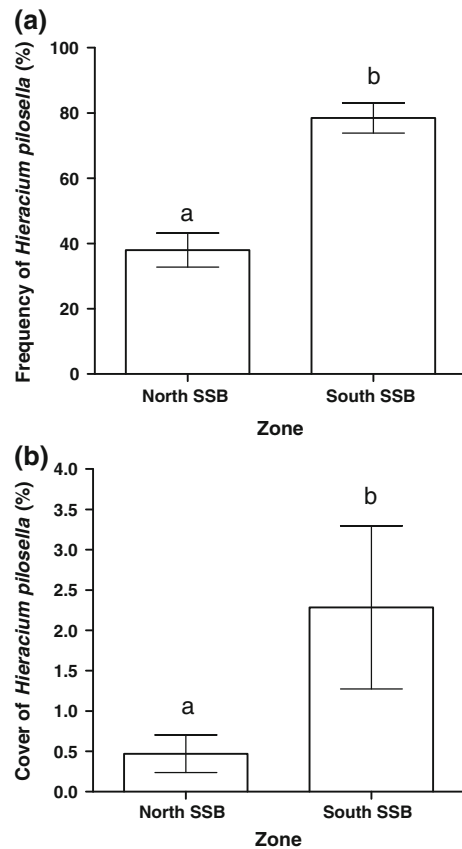 (a)
Frequency of Hieracium pilosella (%)
100
80
60
40
20
0
a
b
North SSB
South SSB
Zone
(b)
Cover of Hieracium pilosella (%)
4.0
3.5
3.0
2.5
2.0
1.5
1.0
0.5
0.0
a
b
North SSB
South SSB
Zone